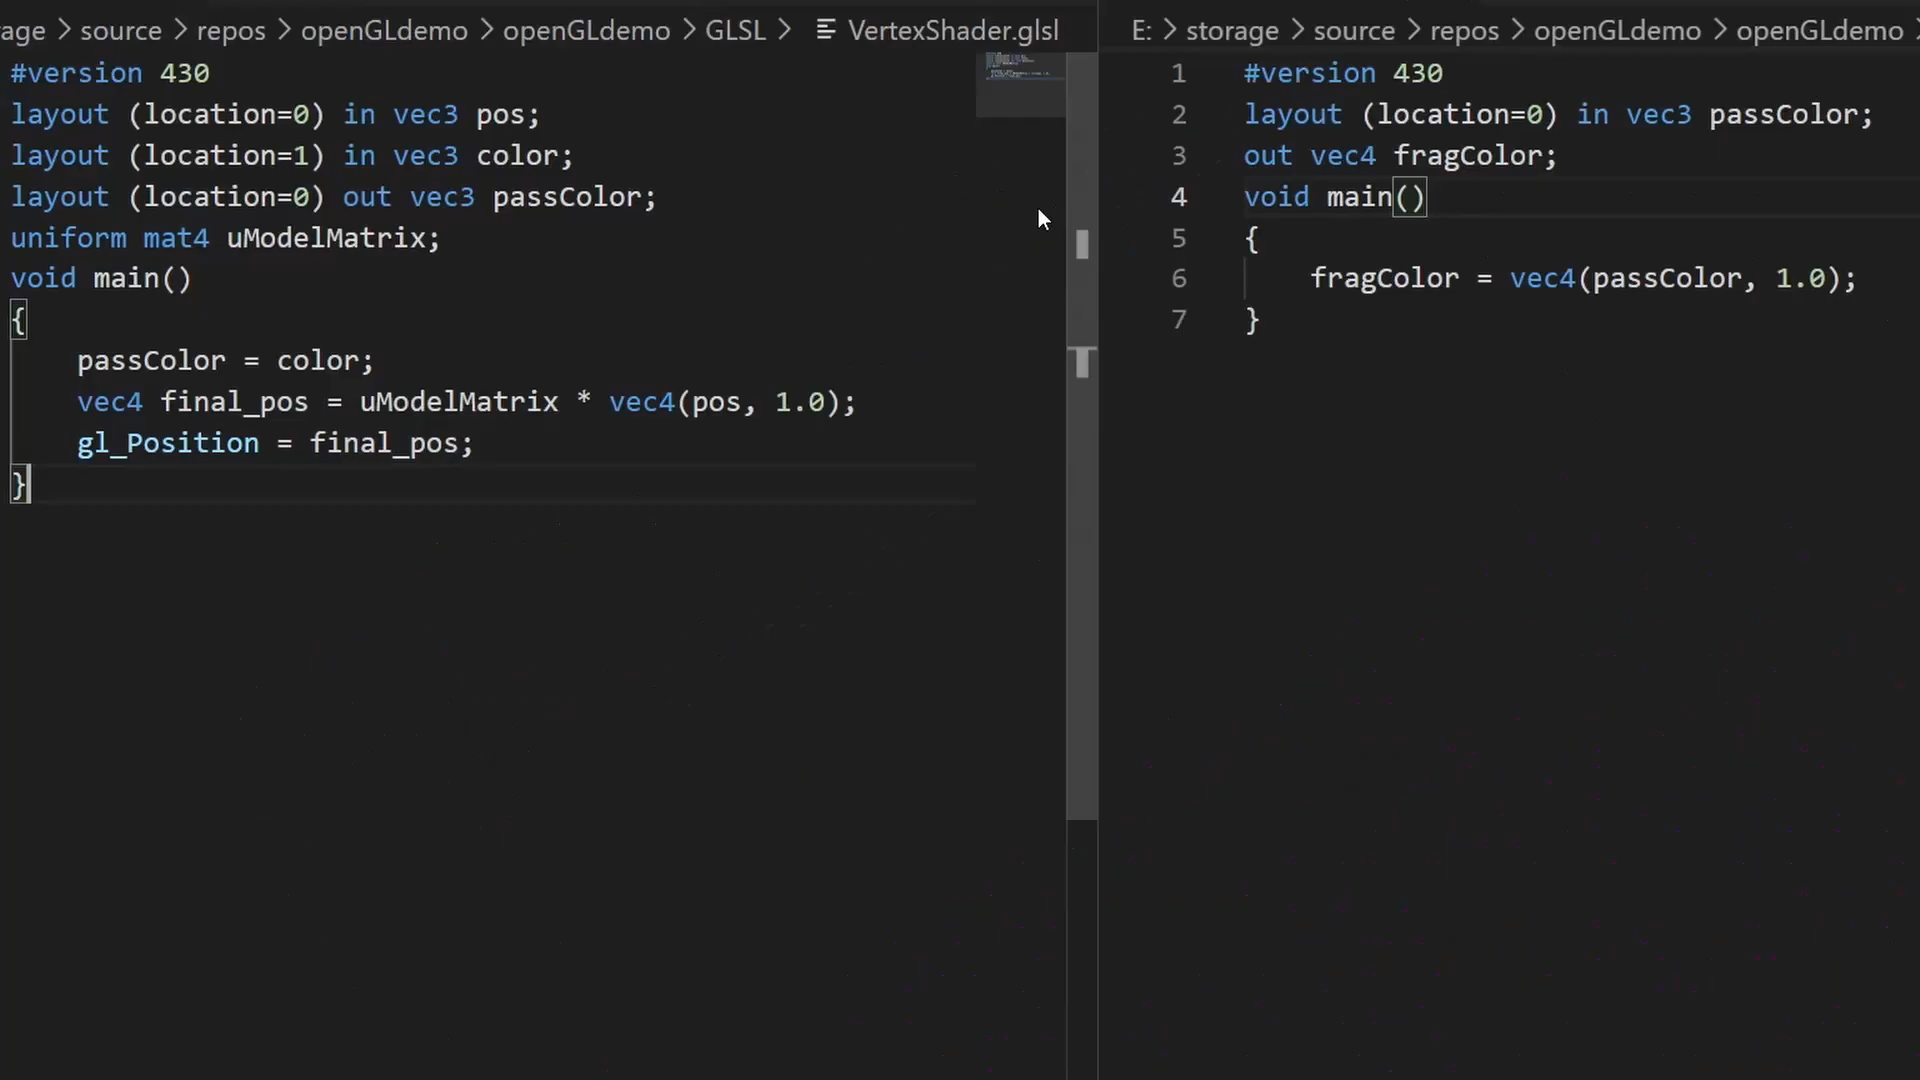 age > source > repos > openGLdemo > openGLdemo > GLSL > VertexShader.glsl
#version 430
layout (location=0) in vec3 pos;
layout (location=1) in vec3 color;
layout (location=0) out vec3 passColor;
uniform mat4 uModelMatrix;
void main()
{
    passColor = color;
    vec4 final_pos = uModelMatrix * vec4(pos, 1.0);
    gl_Position = final_pos;
}
E: > storage > source > repos > openGLdemo > openGLdemo >
1 #version 430
2 layout (location=0) in vec3 passColor;
3 out vec4 fragColor;
4 void main()
5 {
6     fragColor = vec4(passColor, 1.0);
7 }